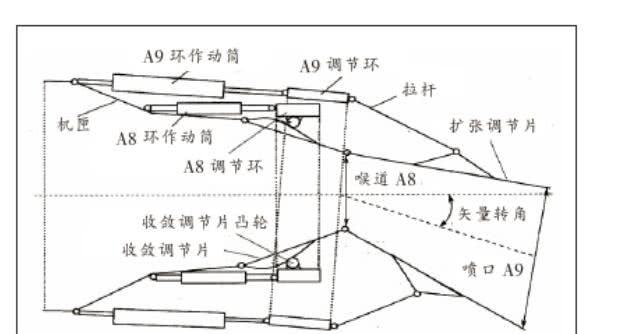 A9 环作动筒
A9 调节环
拉杆
机匣
A8 环作动筒
扩张调节片
A8 调节环
喉道 A8
收敛调节片凸轮
矢量转角
收敛调节片
喷口 A9